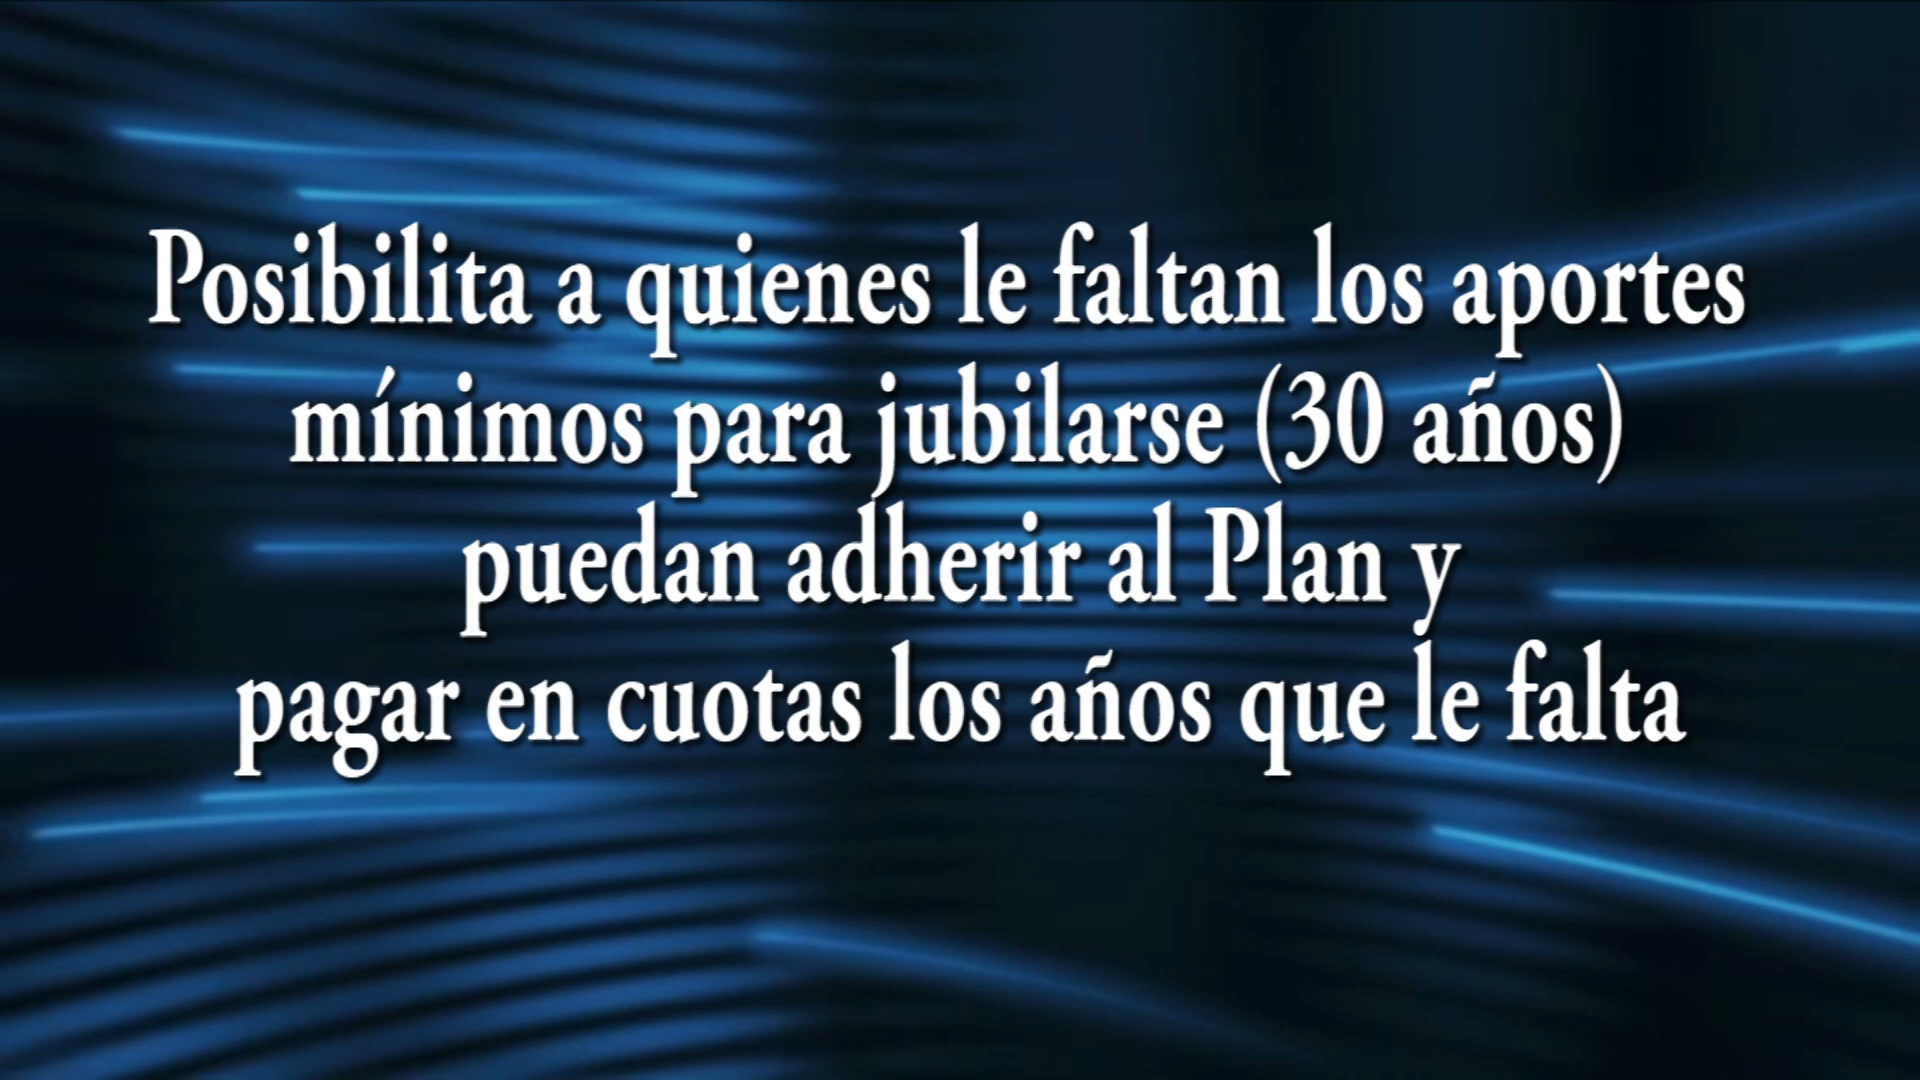 Posibilita a quienes le faltan los aportes
mínimos para jubilarse (30 años)
puedan adherir al Plan y
pagar en cuotas los años que le falta